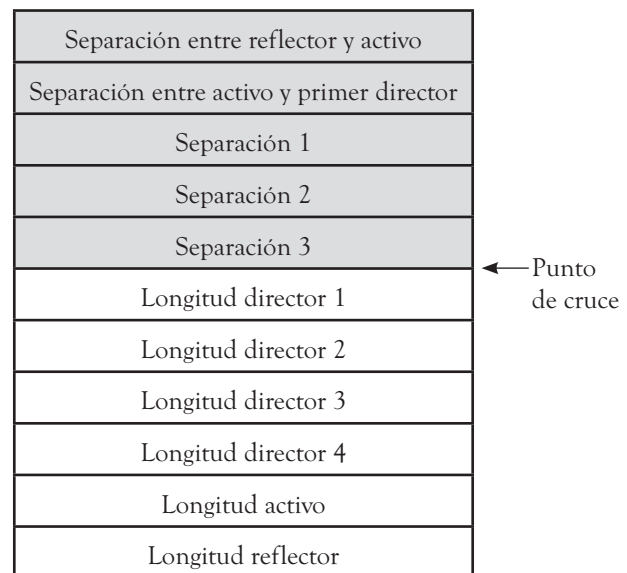 Separación entre reflector y activo
Separación entre activo y primer director
Separación 1
Separación 2
Separación 3
Punto
de cruce
Longitud director 1
Longitud director 2
Longitud director 3
Longitud director 4
Longitud activo
Longitud reflector